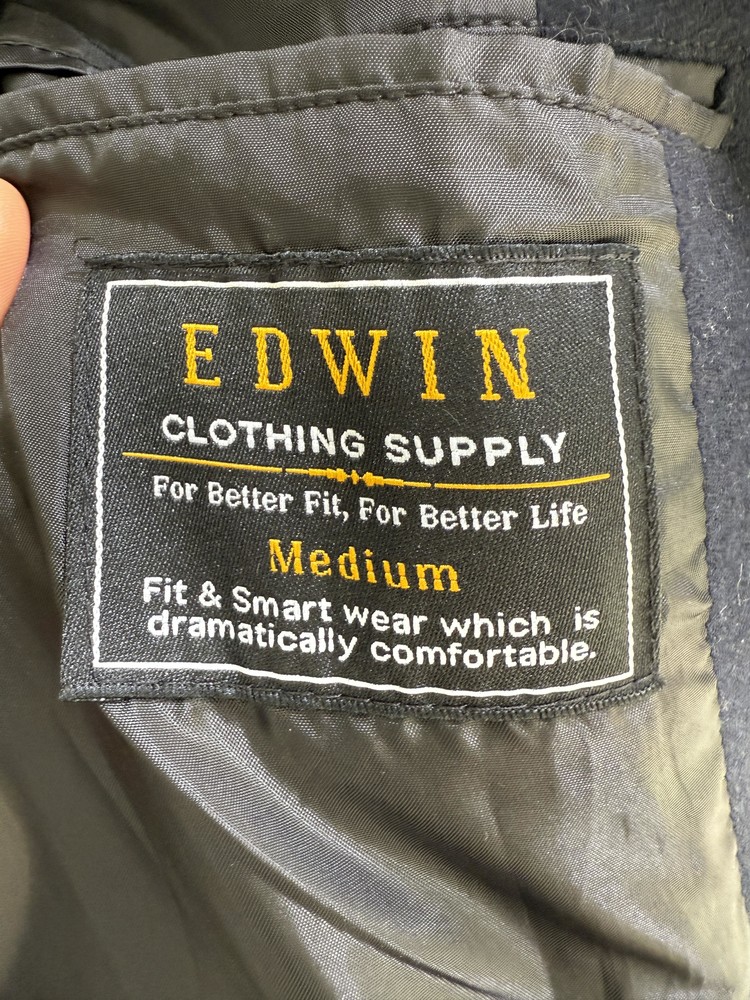 EDWIN
CLOTHING SUPPLY
For Better Fit, For Better Life
Medium
Fit & Smart wear which is
dramatically comfortable.